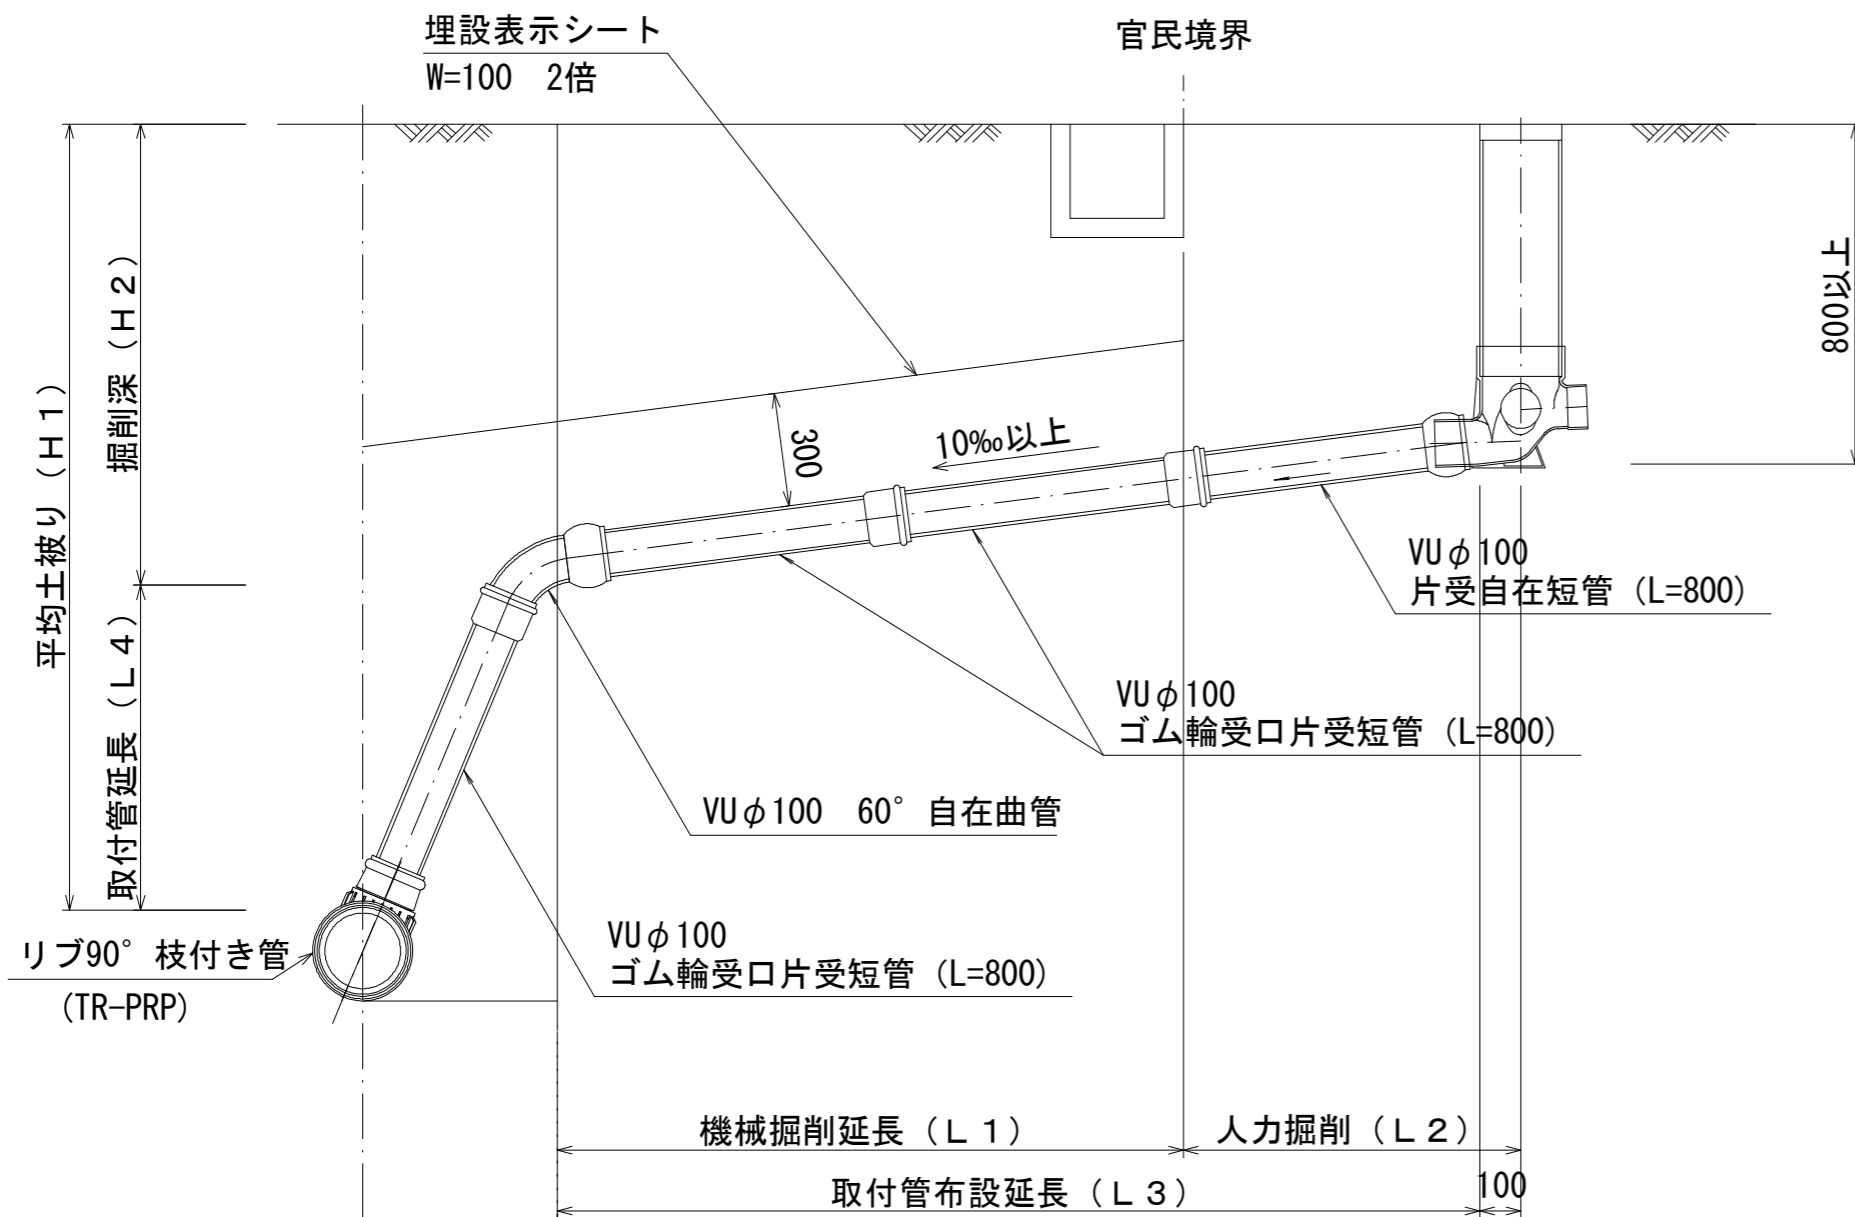 埋設表示シート
W=100　2倍
官民境界
平均土被り（Ｈ１）
掘削深（Ｈ２）
取付管延長（Ｌ４）
800以上
300
10‰以上
VUφ100
片受自在短管（L=800）
VUφ100
ゴム輪受口片受短管（L=800）
VUφ100　60°自在曲管
VUφ100
ゴム輪受口片受短管（L=800）
リブ90°枝付き管
（TR-PRP）
機械掘削延長（Ｌ１）
人力掘削（Ｌ２）
取付管布設延長（Ｌ３）
100